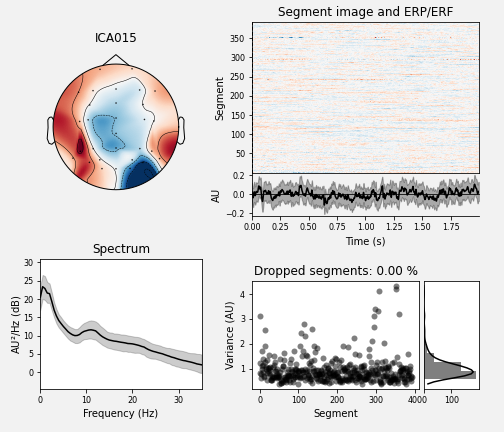 ICA015
Segment image and ERP/ERF
350
300
250
200
150
100
50
Segment
0.2
0.0
−0.2
AU
0.00 0.25 0.50 0.75 1.00 1.25 1.50 1.75
Time (s)
Spectrum
30
25
20
15
10
5
0
AU²/Hz (dB)
0 10 20 30
Frequency (Hz)
Dropped segments: 0.00 %
4
3
2
1
Variance (AU)
0 100 200 300 400
Segment
0 100